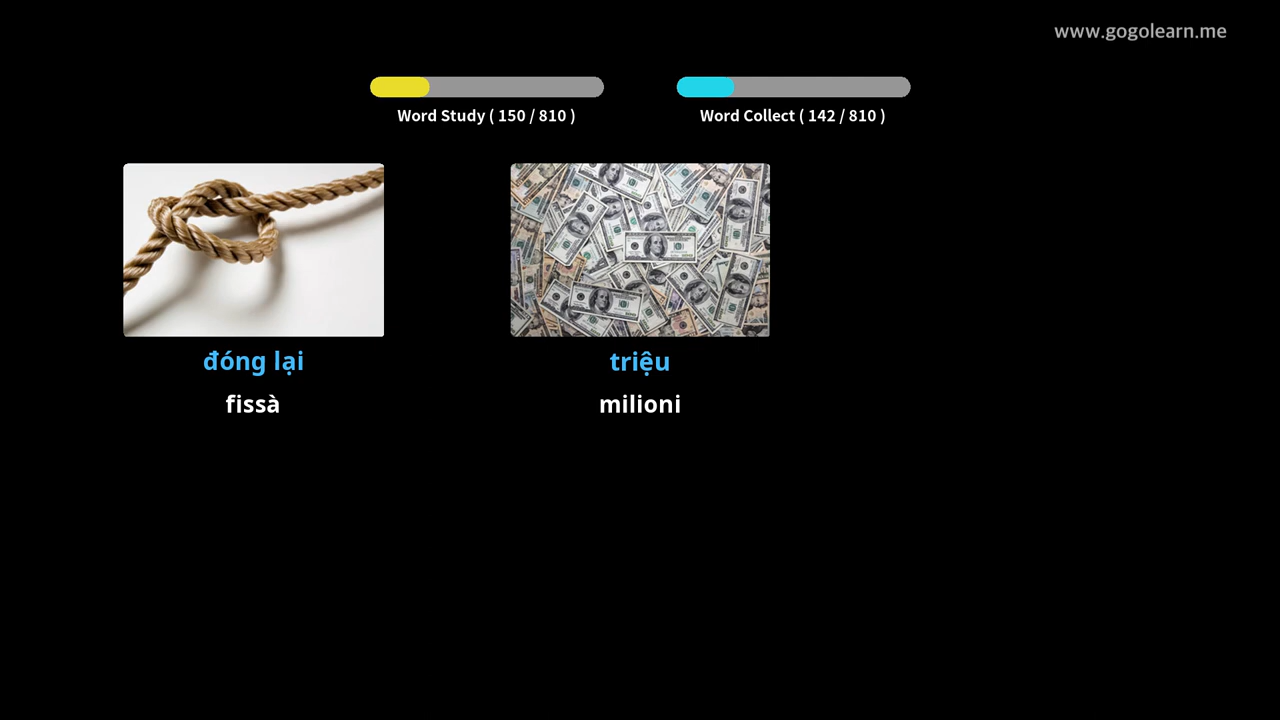 www.gogolearn.me
Word Study ( 150 / 810 )
Word Collect ( 142 / 810 )
đóng lại
fissà
triệu
milioni